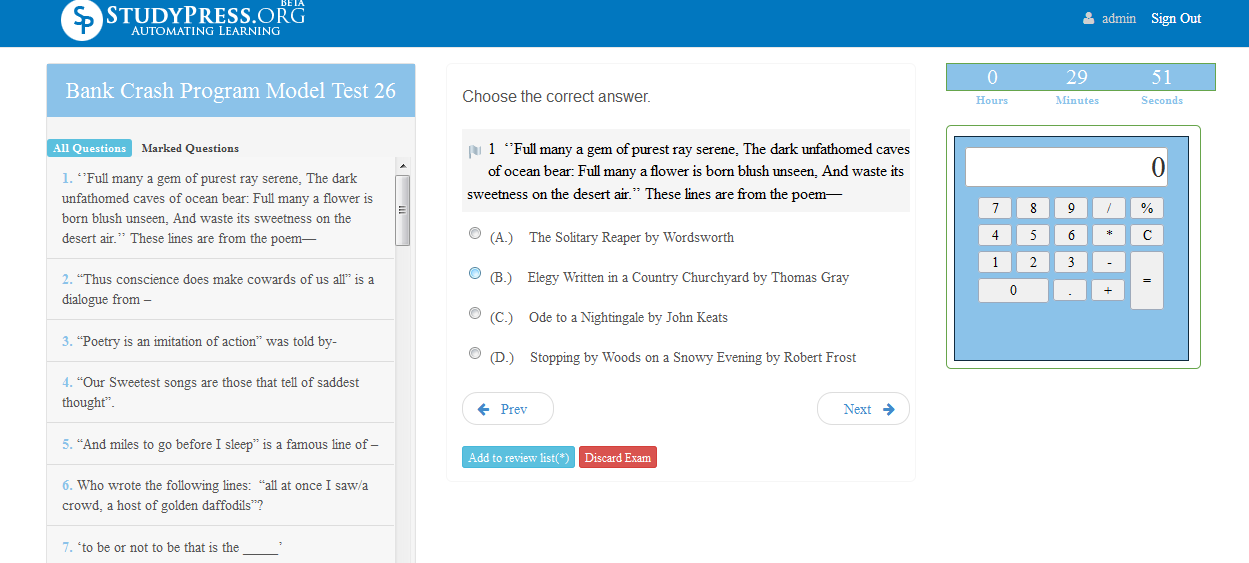 BETA
SP STUDYPRESS.ORG
AUTOMATING LEARNING
admin Sign Out
Bank Crash Program Model Test 26
All Questions Marked Questions
1. ‘’Full many a gem of purest ray serene, The dark
unfathomed caves of ocean bear: Full many a flower is
born blush unseen, And waste its sweetness on the
desert air.’’ These lines are from the poem—
2. “Thus conscience does make cowards of us all” is a
dialogue from –
3. “Poetry is an imitation of action” was told by-
4. “Our Sweetest songs are those that tell of saddest
thought”.
5. “And miles to go before I sleep” is a famous line of –
6. Who wrote the following lines: “all at once I saw/a
crowd, a host of golden daffodils”?
7. ‘to be or not to be that is the _____’
Choose the correct answer.
1 ‘’Full many a gem of purest ray serene, The dark unfathomed caves
of ocean bear: Full many a flower is born blush unseen, And waste its
sweetness on the desert air.’’ These lines are from the poem—
(A.) The Solitary Reaper by Wordsworth
(B.) Elegy Written in a Country Churchyard by Thomas Gray
(C.) Ode to a Nightingale by John Keats
(D.) Stopping by Woods on a Snowy Evening by Robert Frost
Prev Next
Add to review list(*) Discard Exam
0 29 51
Hours Minutes Seconds
0
7 8 9 / %
4 5 6 * C
1 2 3 - =
0 . +